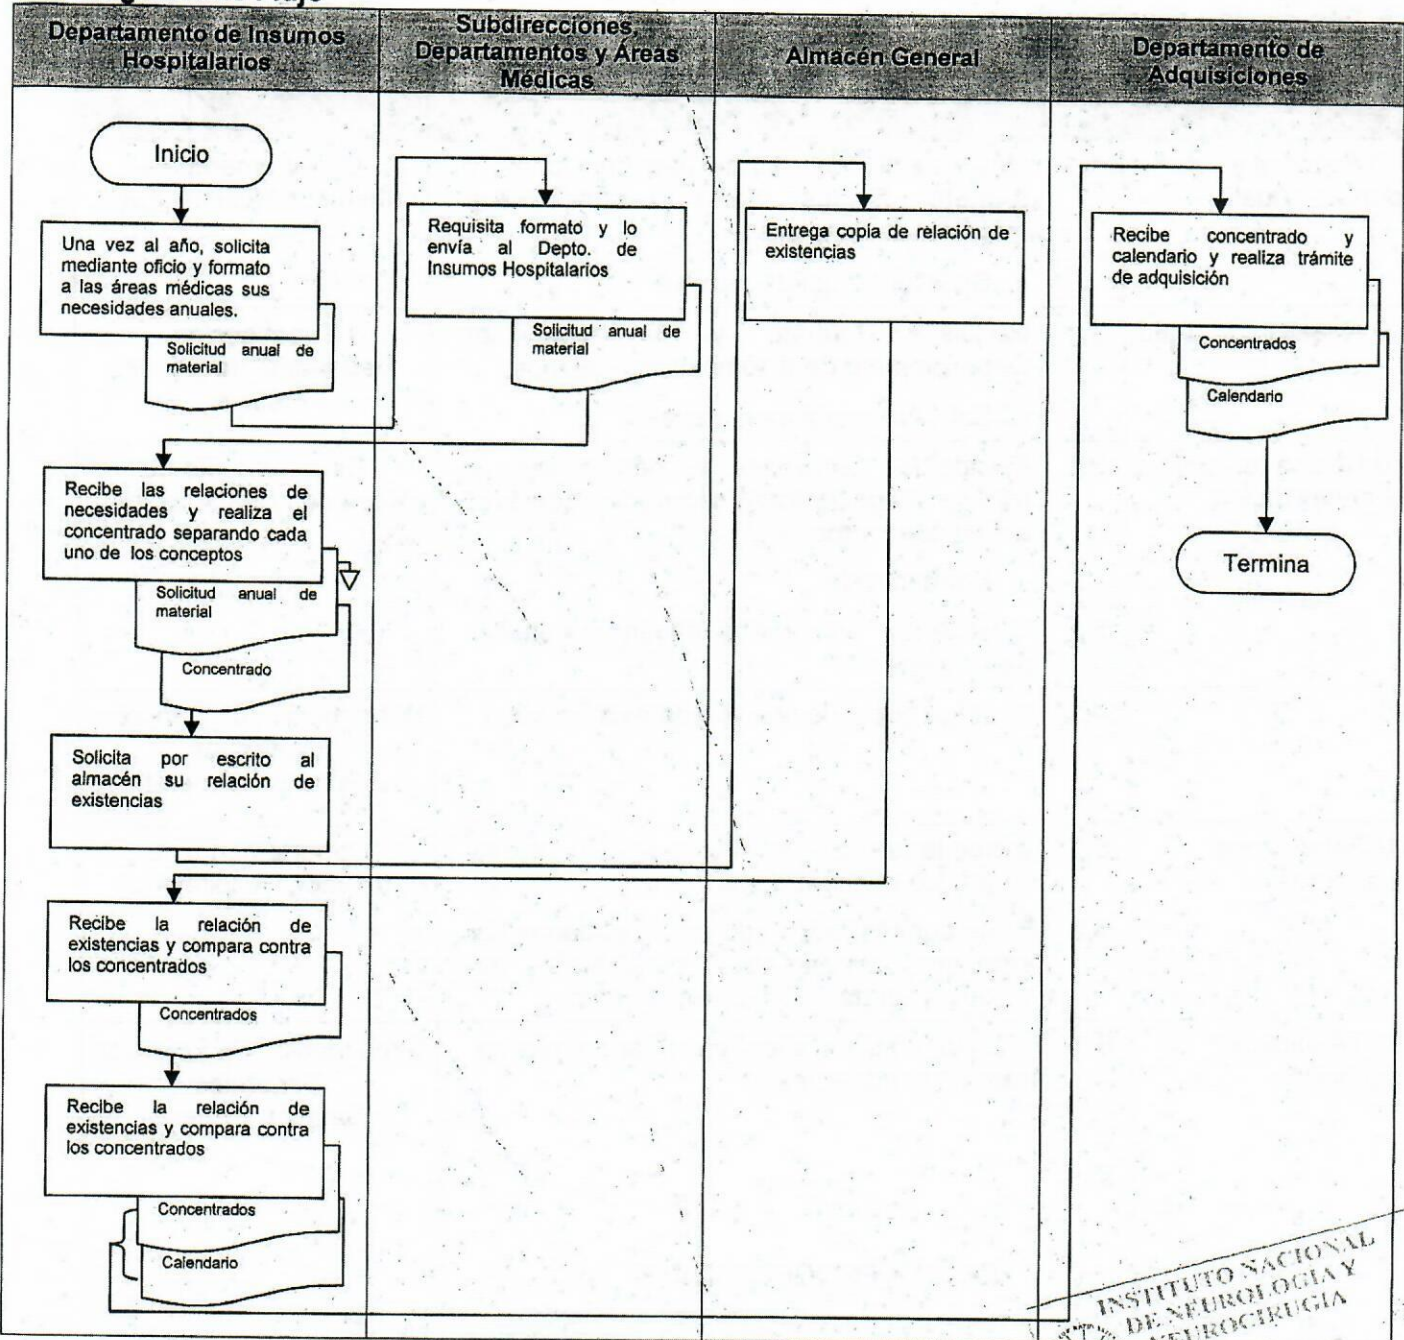 Departamento de Insumos
Hospitalarios
Subdirecciones,
Departamentos y Áreas
Médicas
Almacén General
Departamento de
Adquisiciones
Inicio
Una vez al año, solicita
mediante oficio y formato
a las áreas médicas sus
necesidades anuales.
Solicitud anual de
material
Requisita formato y lo
envía al Depto. de
Insumos Hospitalarios
Solicitud anual de
material
Entrega copia de relación de
existencias
Recibe concentrado y
calendario y realiza trámite
de adquisición
Concentrados
Calendario
Termina
Recibe las relaciones de
necesidades y realiza el
concentrado separando cada
uno de los conceptos
Solicitud anual de
material
Concentrado
Solicita por escrito al
almacén su relación de
existencias
Recibe la relación de
existencias y compara contra
los concentrados
Concentrados
Recibe la relación de
existencias y compara contra
los concentrados
Concentrados
Calendario
INSTITUTO NACIONAL
DE NEUROLOGIA Y
NEUROCIRUGIA